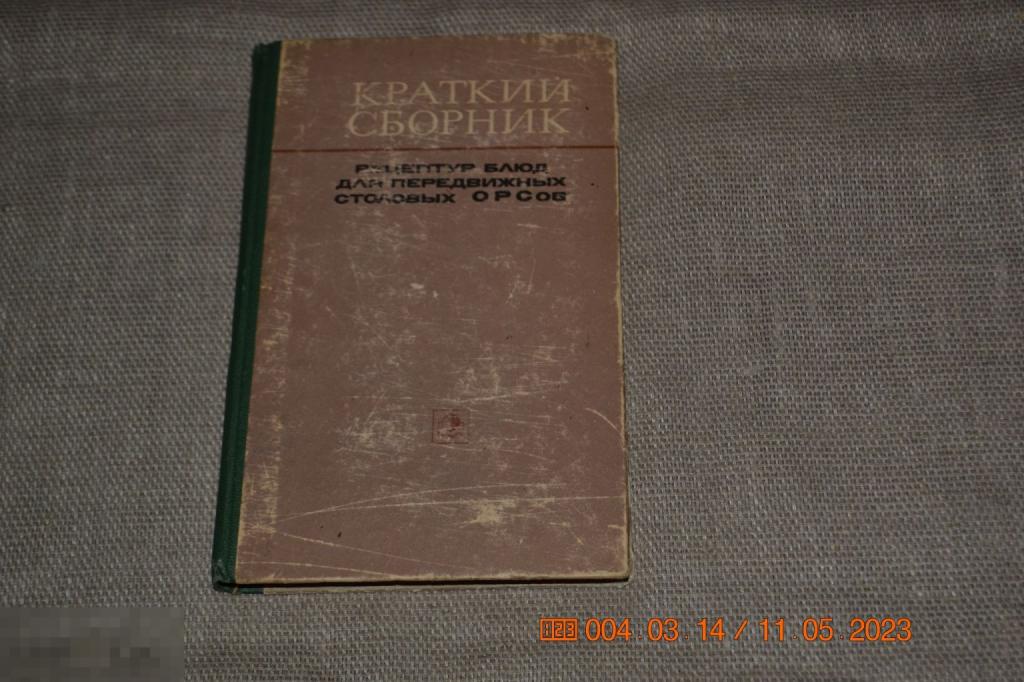 КРАТКИЙ
СБОРНИК
РЕЦЕПТУР БЛЮД
ДЛЯ ПЕРЕДВИЖНЫХ
СТОЛОВЫХ ОРСов
004.03.14 / 11.05.2023